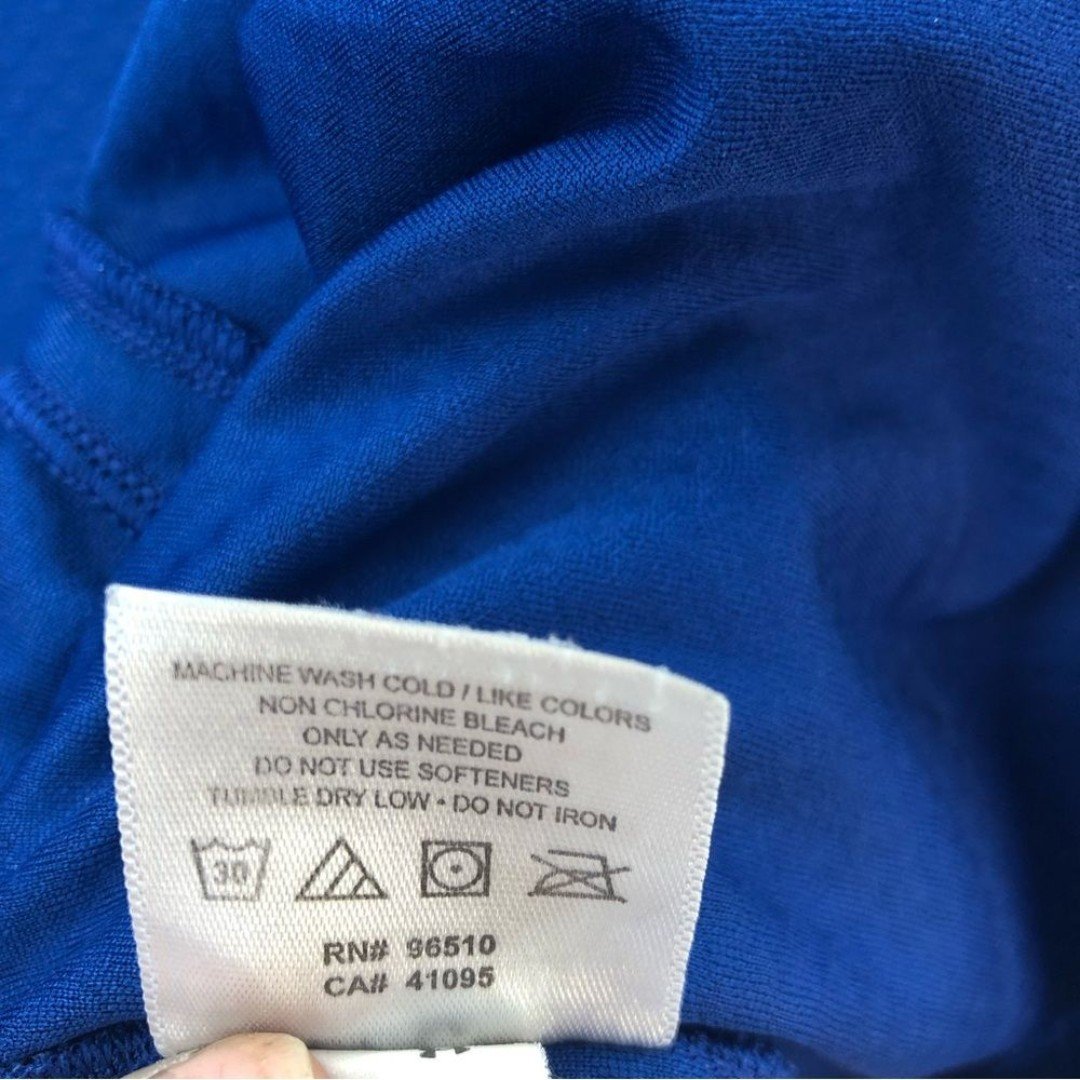 MACHINE WASH COLD / LIKE COLORS
NON CHLORINE BLEACH
ONLY AS NEEDED
DO NOT USE SOFTENERS
TUMBLE DRY LOW • DO NOT IRON
30
RN# 96510
CA# 41095